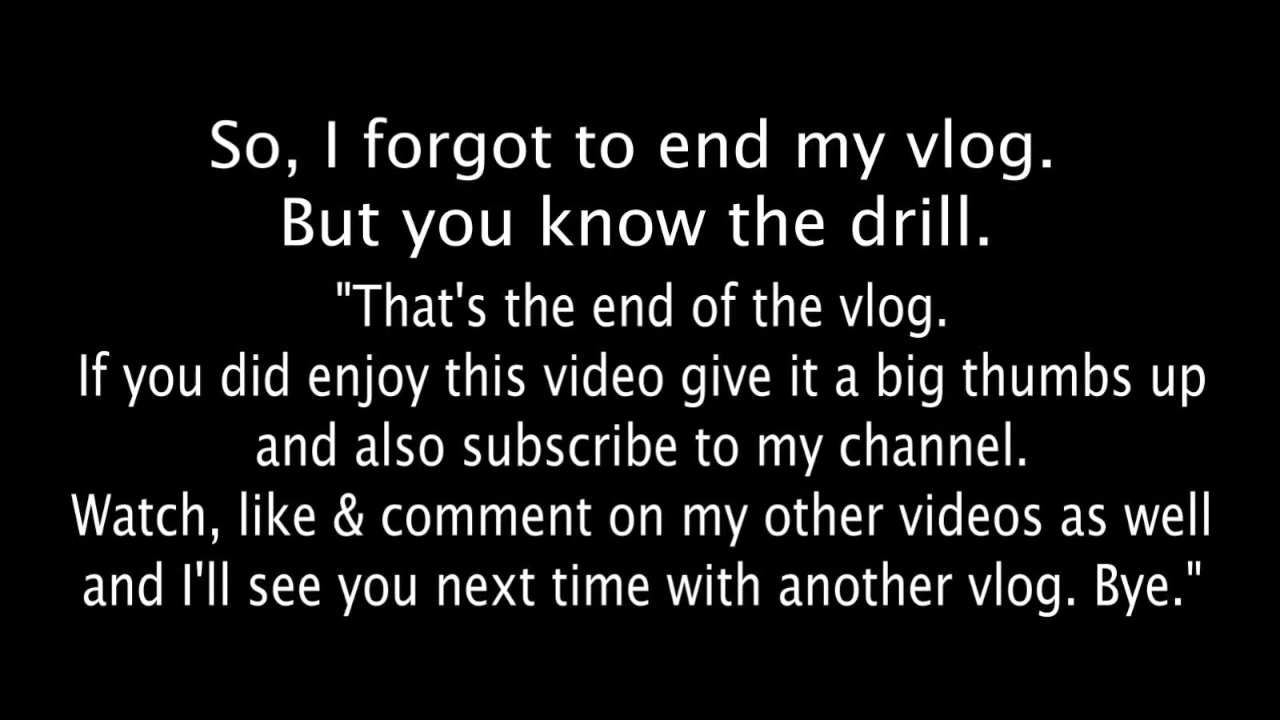 So, I forgot to end my vlog.
But you know the drill.
"That's the end of the vlog.
If you did enjoy this video give it a big thumbs up
and also subscribe to my channel.
Watch, like & comment on my other videos as well
and I'll see you next time with another vlog. Bye."